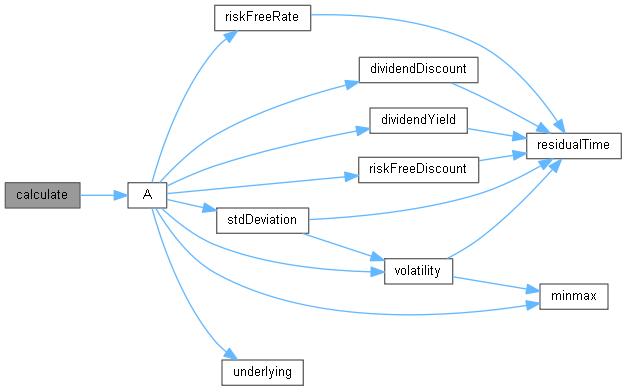 riskFreeRate
dividendDiscount
dividendYield
residualTime
riskFreeDiscount
calculate
A
stdDeviation
volatility
minmax
underlying